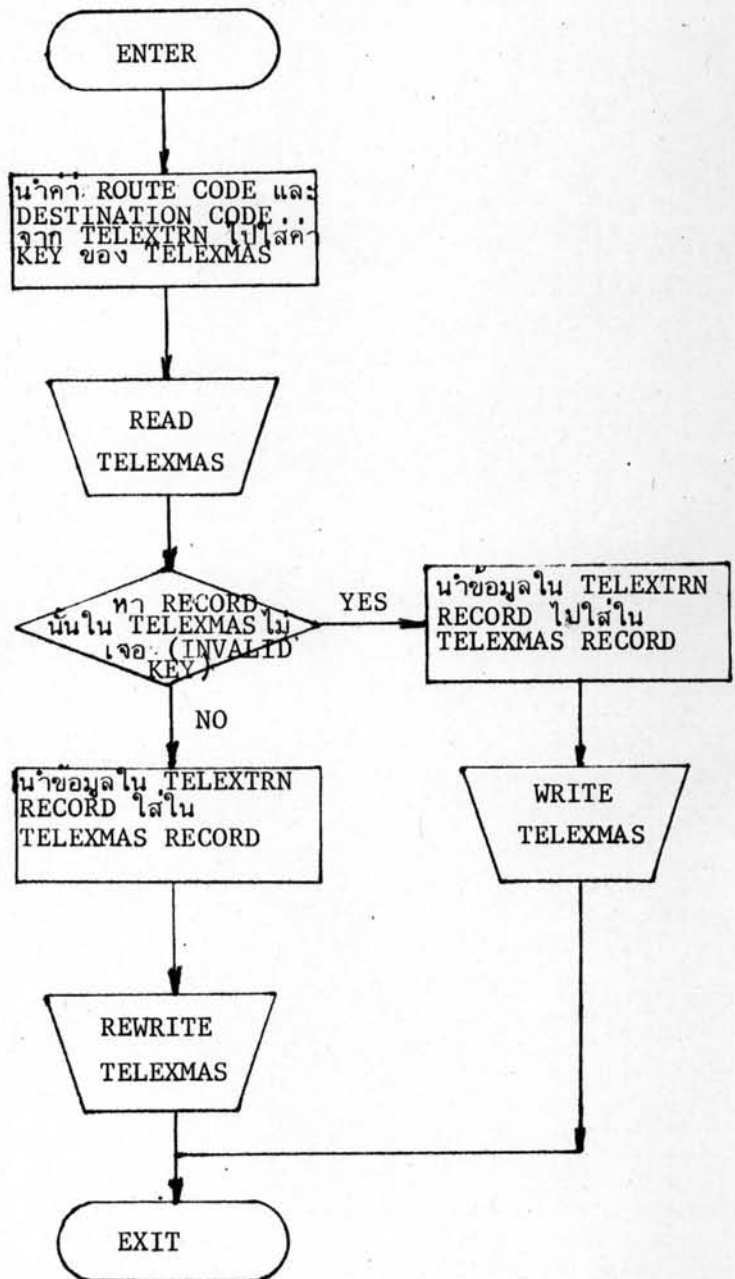 ENTER
นำค่า ROUTE CODE และ
DESTINATION CODE
จาก TELEXTRN ไปใส่ค่า
KEY ของ TELEXMAS
READ
TELEXMAS
หา RECORD
นั้นใน TELEXMAS ไม่
เจอ (INVALID
KEY)
YES
นำข้อมูลใน TELEXTRN
RECORD ไปใส่ใน
TELEXMAS RECORD
NO
นำข้อมูลใน TELEXTRN
RECORD ใส่ใน
TELEXMAS RECORD
WRITE
TELEXMAS
REWRITE
TELEXMAS
EXIT